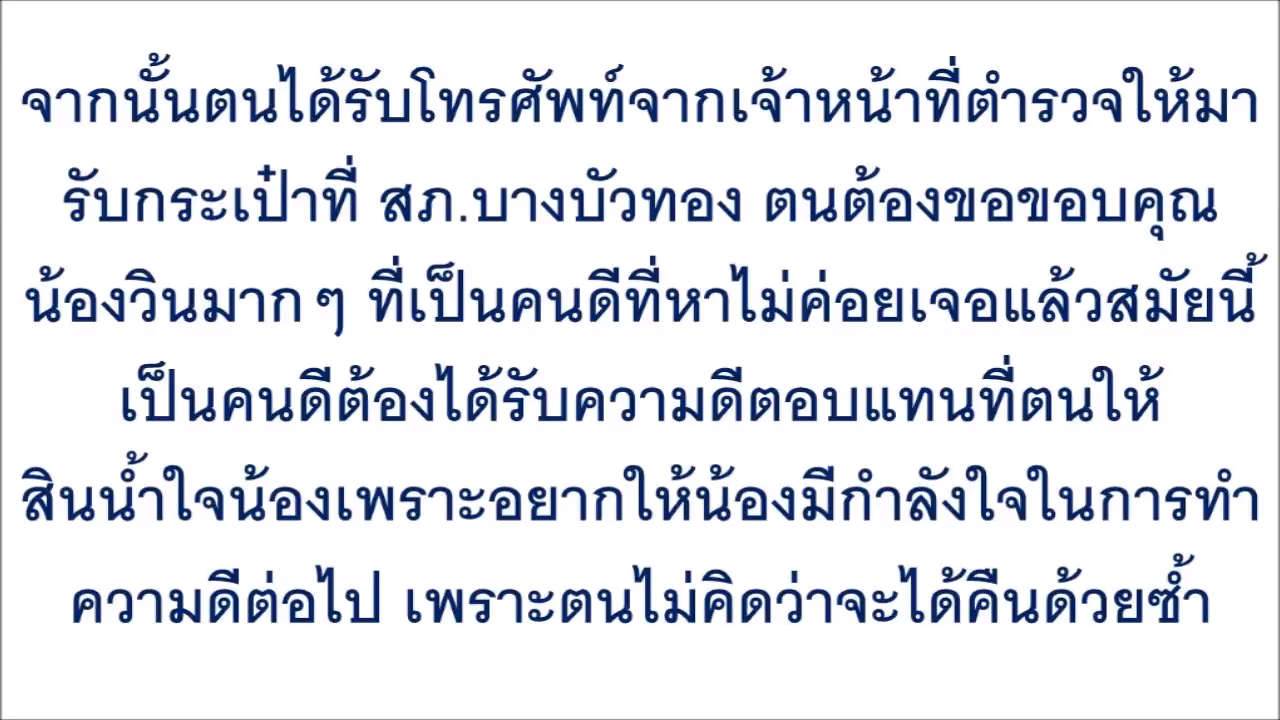 จากนั้นตนได้รับโทรศัพท์จากเจ้าหน้าที่ตำรวจให้มา
รับกระเป๋าที่ สภ.บางบัวทอง ตนต้องขอขอบคุณ
น้องวินมากๆ ที่เป็นคนดีที่หาไม่ค่อยเจอแล้วสมัยนี้
เป็นคนดีต้องได้รับความดีตอบแทนที่ตนให้
สินน้ำใจน้องเพราะอยากให้น้องมีกำลังใจในการทำ
ความดีต่อไป เพราะตนไม่คิดว่าจะได้คืนด้วยซ้ำ